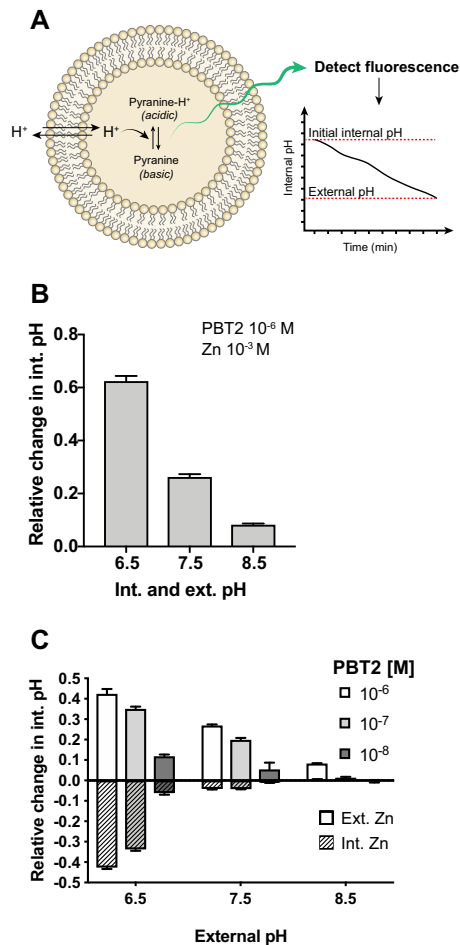 A
Pyranine-H⁺
(acidic)
H⁺
H⁺
Pyranine
(basic)
Detect fluorescence
Internal pH
Initial internal pH
External pH
Time (min)
B
Relative change in int. pH
PBT2 10⁻⁶ M
Zn 10⁻³ M
0.8
0.6
0.4
0.2
0.0
6.5 7.5 8.5
Int. and ext. pH
C
Relative change in int. pH
PBT2 [M]
10⁻⁶
10⁻⁷
10⁻⁸
Ext. Zn
Int. Zn
0.5
0.4
0.3
0.2
0.1
0.0
-0.1
-0.2
-0.3
-0.4
-0.5
6.5 7.5 8.5
External pH